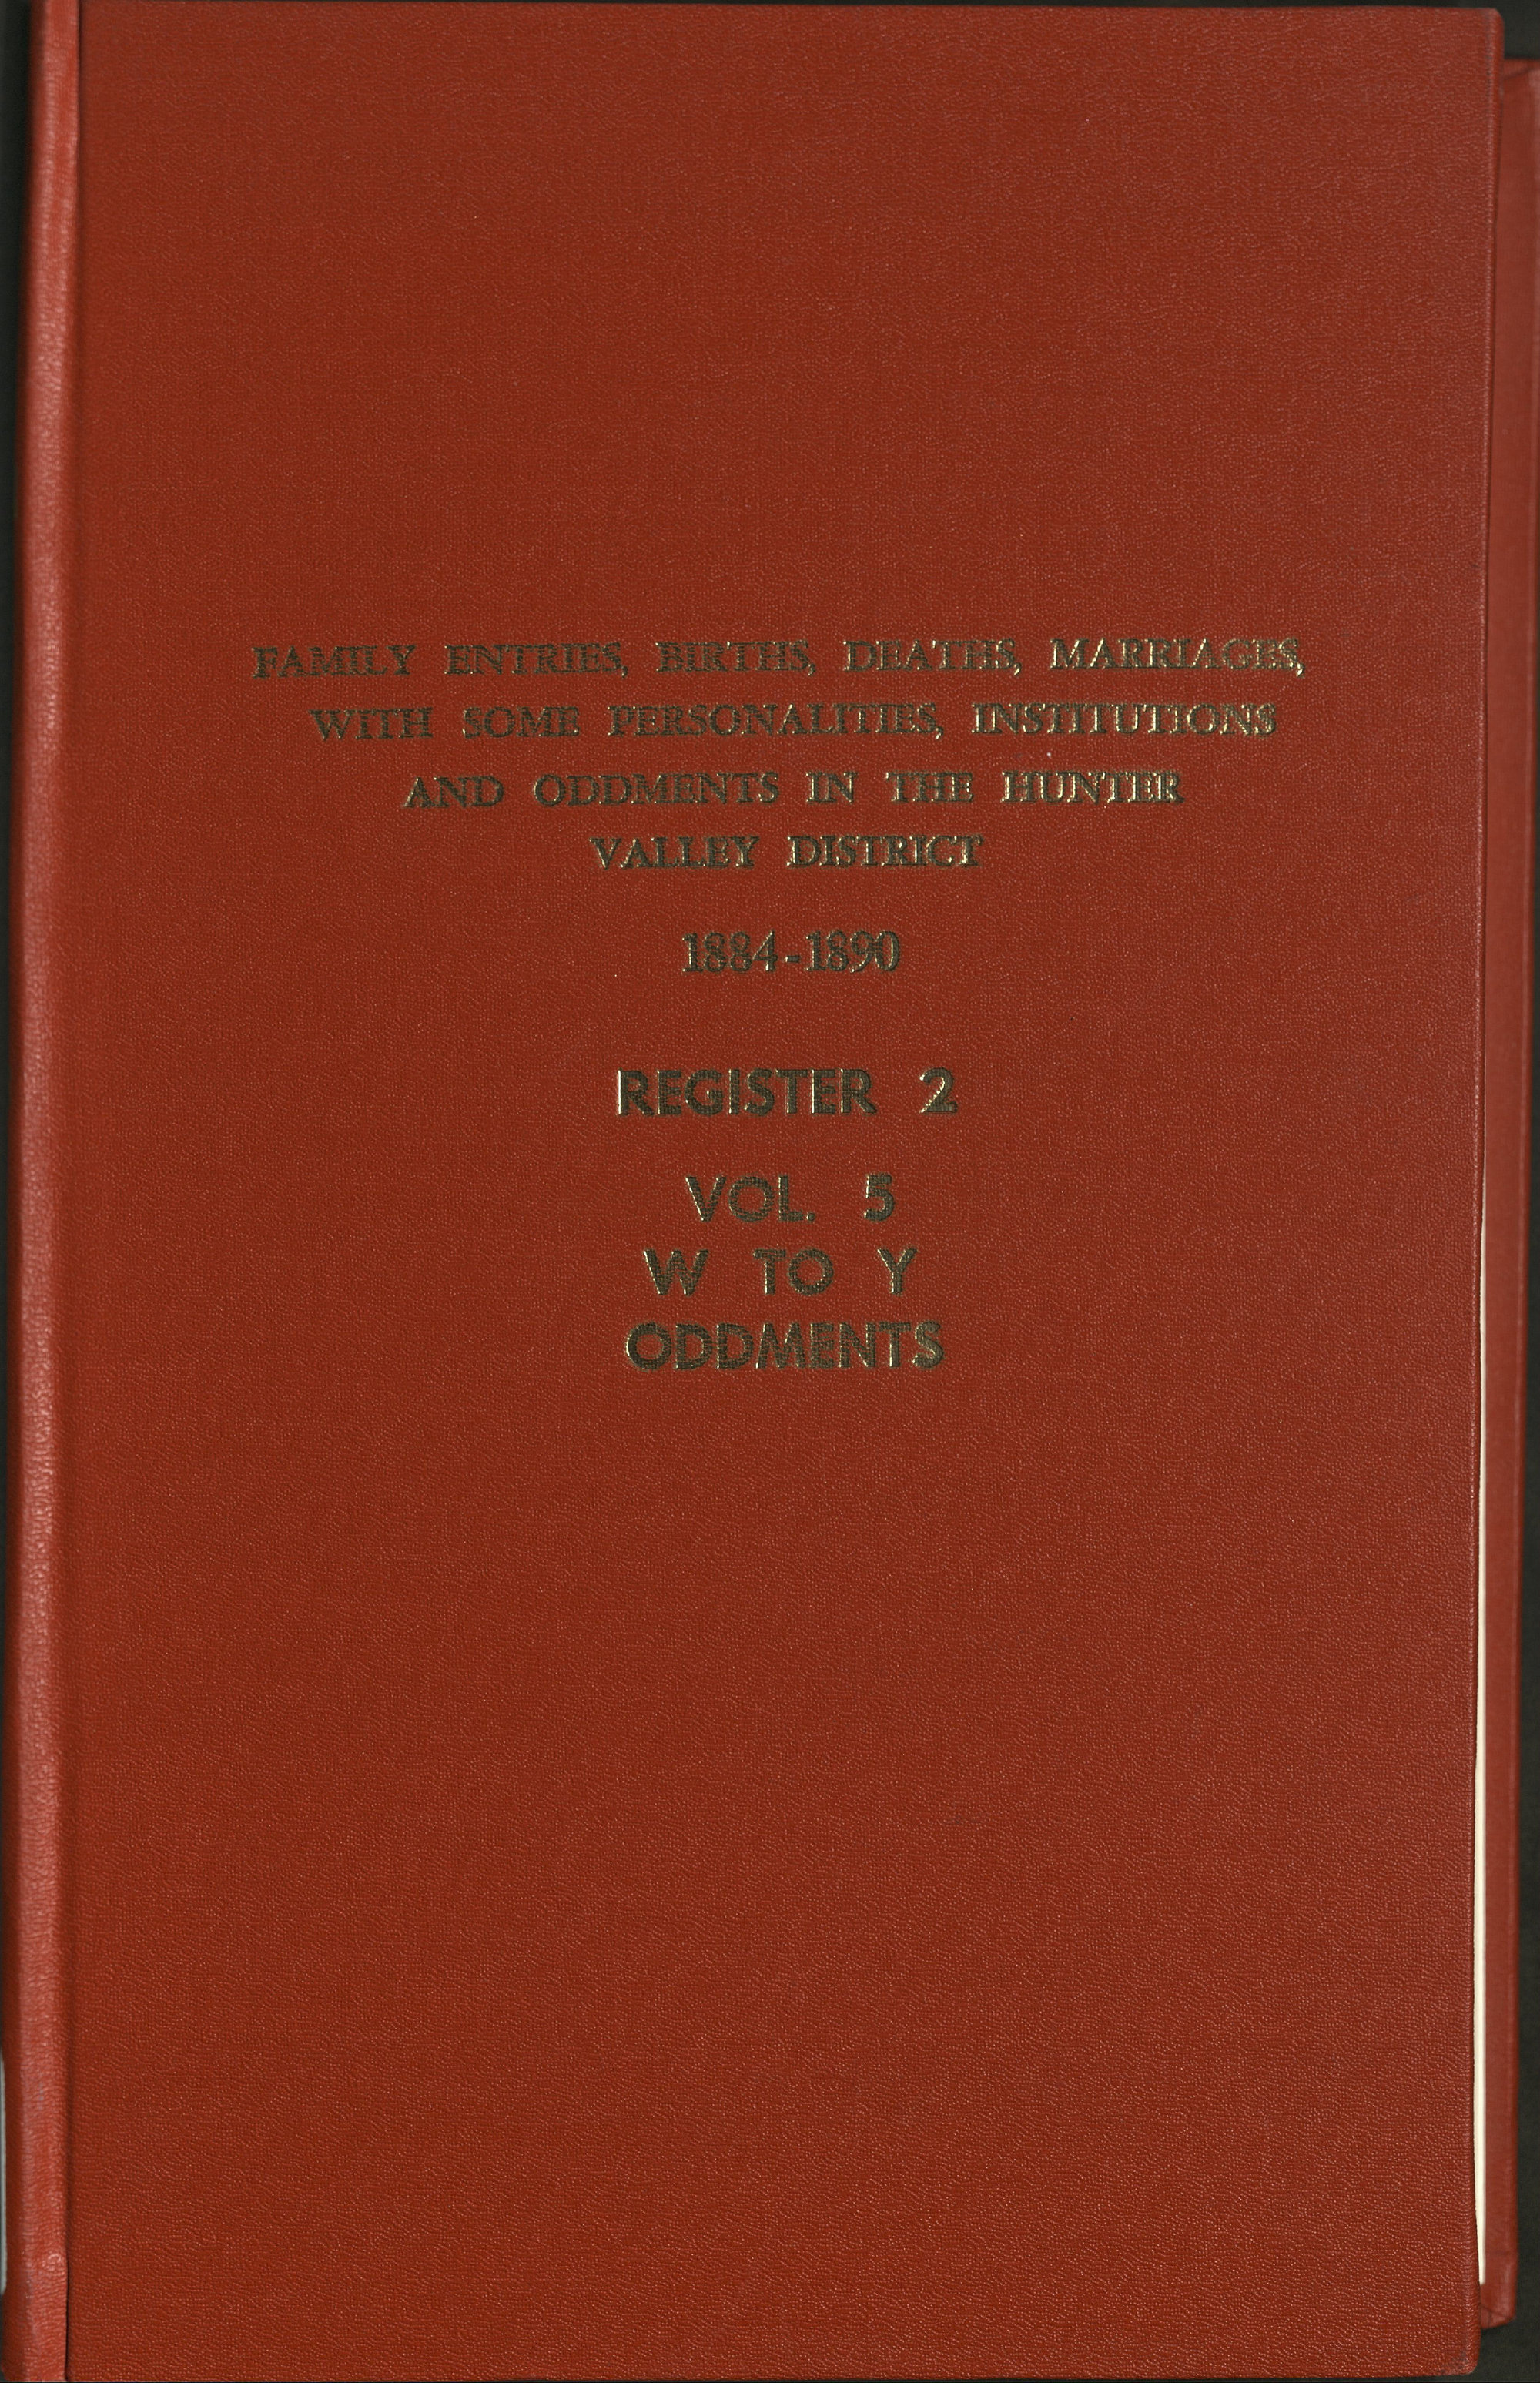 FAMILY ENTRIES, BIRTHS, DEATHS, MARRIAGES,
WITH SOME PERSONALITIES, INSTITUTIONS
AND ODDMENTS IN THE HUNTER
VALLEY DISTRICT
1884-1890
REGISTER 2
VOL. 5
W TO Y
ODDMENTS